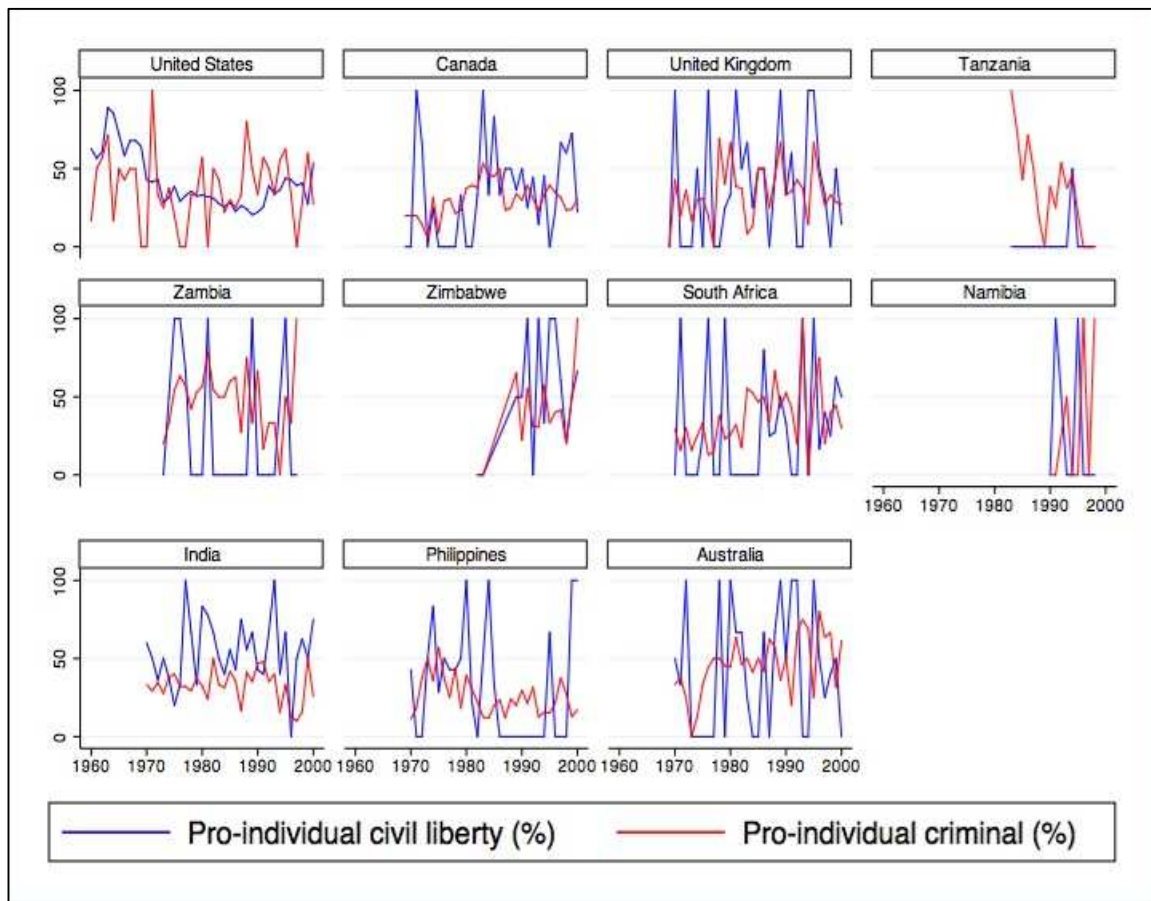 United States Canada United Kingdom Tanzania
100
50
0
Zambia Zimbabwe South Africa Namibia
100
50
0
1960 1970 1980 1990 2000
India Philippines Australia
100
50
0
1960 1970 1980 1990 2000 1960 1970 1980 1990 2000 1960 1970 1980 1990 2000
Pro-individual civil liberty (%) Pro-individual criminal (%)